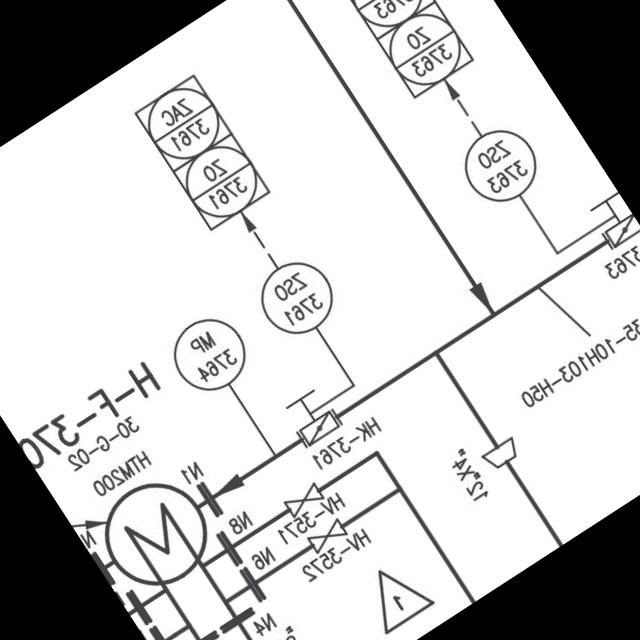 3763
ZO
3763
ZAC
3761
ZO
3761
ZSO
3763
3763
ZSO
3761
MP
3764
H-F-370
30-G-02
HTM200
HK-3761
35-10H103-H50
12"X4"
N1
HV-3571
N8
HV-3572
N6
N4
1